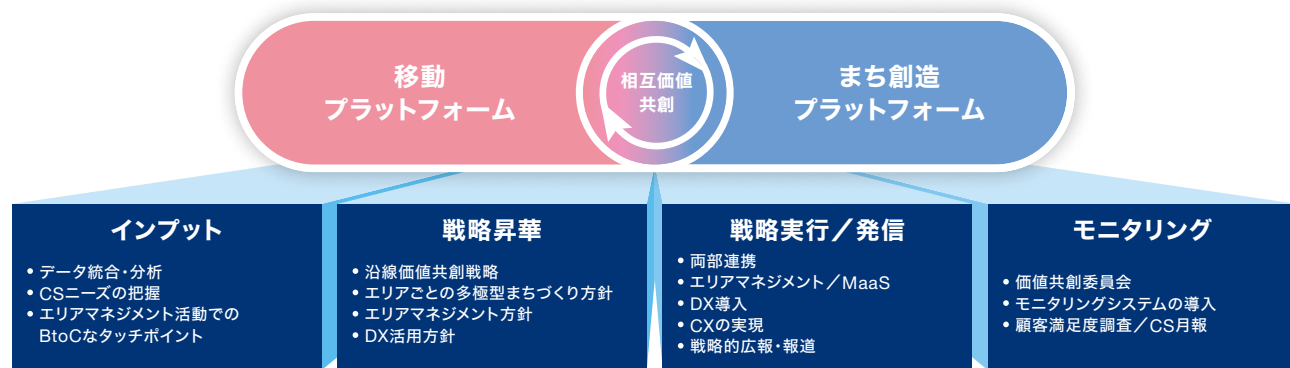 移動
プラットフォーム
相互価値
共創
まち創造
プラットフォーム
インプット
• データ統合・分析
• CSニーズの把握
• エリアマネジメント活動での
BtoCなタッチポイント
戦略昇華
• 沿線価値共創戦略
• エリアごとの多極型まちづくり方針
• エリアマネジメント方針
• DX活用方針
戦略実行／発信
• 両部連携
• エリアマネジメント／MaaS
• DX導入
• CXの実現
• 戦略的広報・報道
モニタリング
• 価値共創委員会
• モニタリングシステムの導入
• 顧客満足度調査／CS月報